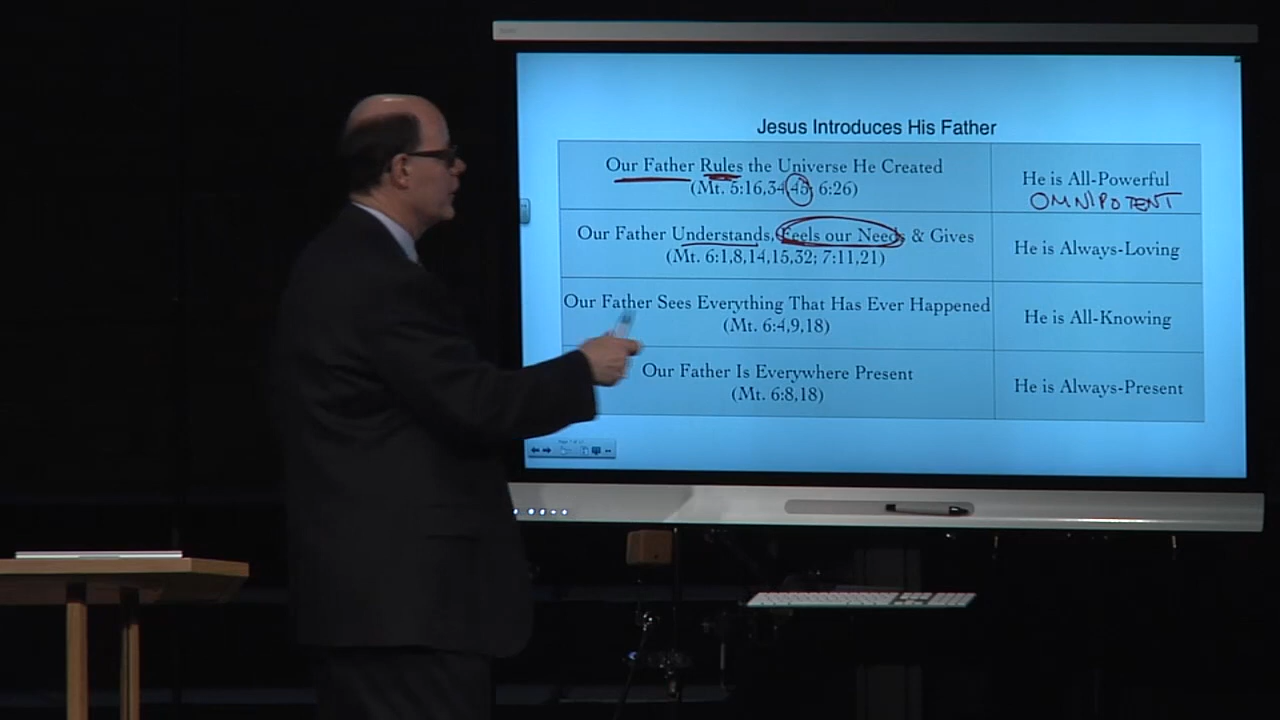 Jesus Introduces His Father
Our Father Rules the Universe He Created
(Mt. 5:16,34,45; 6:26)
He is All-Powerful
OMNIPOTENT
Our Father Understands, Feels our Needs & Gives
(Mt. 6:1,8,14,15,32; 7:11,21)
He is Always-Loving
Our Father Sees Everything That Has Ever Happened
(Mt. 6:4,9,18)
He is All-Knowing
Our Father Is Everywhere Present
(Mt. 6:8,18)
He is Always-Present